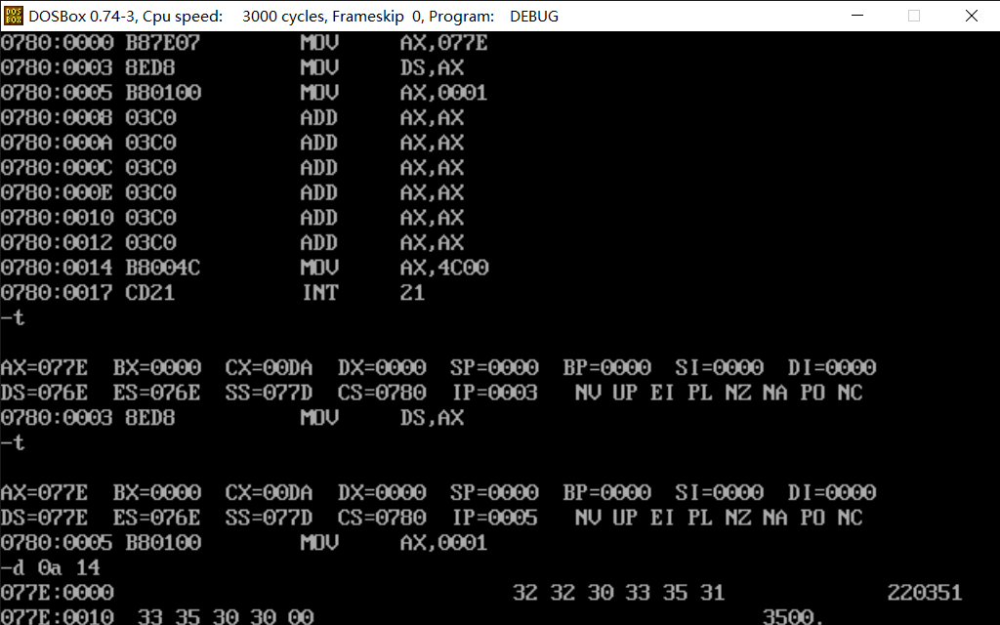 DOSBox 0.74-3, Cpu speed: 3000 cycles, Frameskip 0, Program: DEBUG
0780:0000 B87E07 MOV AX,077E
0780:0003 8ED8 MOV DS,AX
0780:0005 B80100 MOV AX,0001
0780:0008 03C0 ADD AX,AX
0780:000A 03C0 ADD AX,AX
0780:000C 03C0 ADD AX,AX
0780:000E 03C0 ADD AX,AX
0780:0010 03C0 ADD AX,AX
0780:0012 03C0 ADD AX,AX
0780:0014 B8004C MOV AX,4C00
0780:0017 CD21 INT 21
-t
AX=077E BX=0000 CX=00DA DX=0000 SP=0000 BP=0000 SI=0000 DI=0000
DS=076E ES=076E SS=077D CS=0780 IP=0003 NV UP EI PL NZ NA PO NC
0780:0003 8ED8 MOV DS,AX
-t
AX=077E BX=0000 CX=00DA DX=0000 SP=0000 BP=0000 SI=0000 DI=0000
DS=077E ES=076E SS=077D CS=0780 IP=0005 NV UP EI PL NZ NA PO NC
0780:0005 B80100 MOV AX,0001
-d 0a 14
077E:0000 32 32 30 33 35 31 220351
077E:0010 33 35 30 30 00 3500.